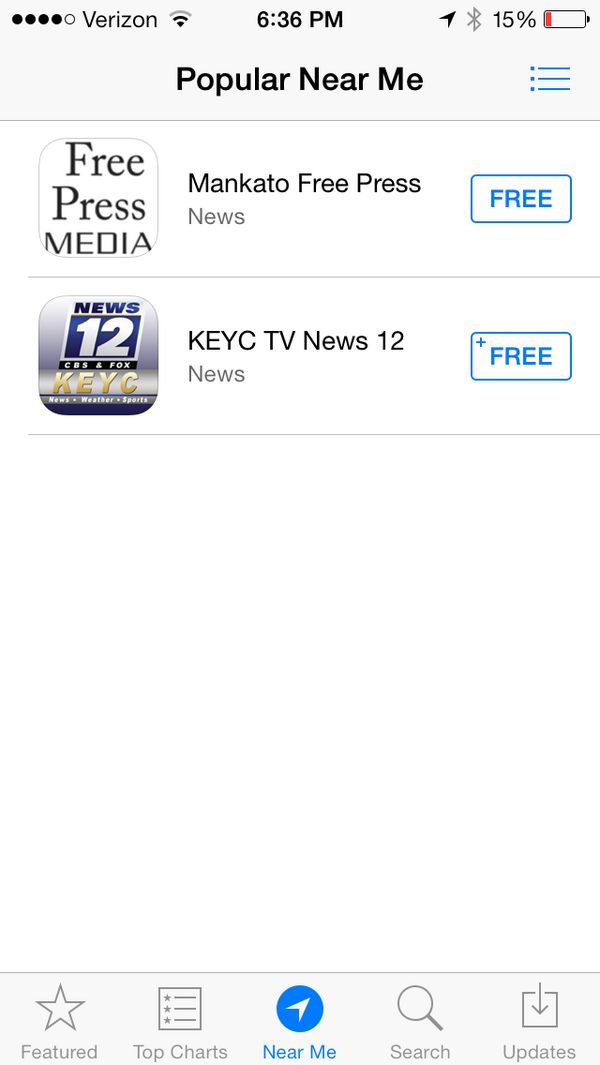 Verizon 6:36 PM 15%
Popular Near Me
Free
Press
MEDIA
Mankato Free Press
News
FREE
NEWS
12
CBS & FOX
KEYC
News • Weather • Sports
KEYC TV News 12
News
+ FREE
Featured Top Charts Near Me Search Updates